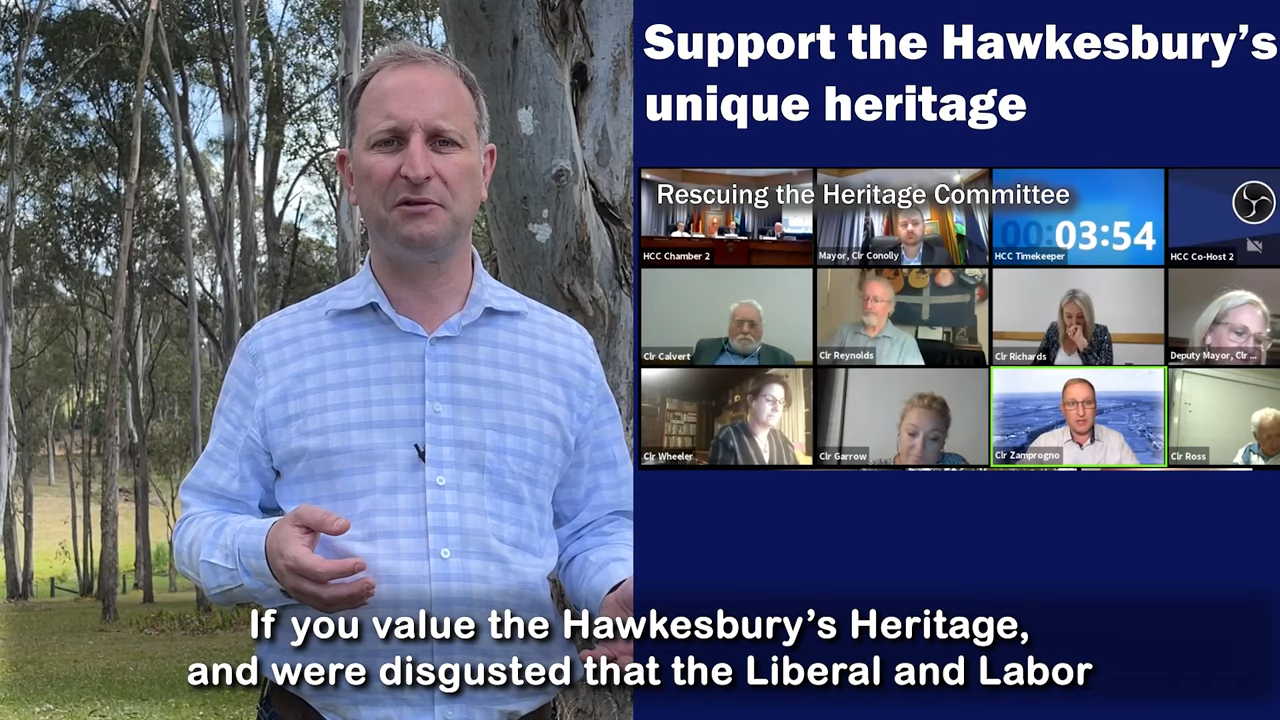 Support the Hawkesbury’s
unique heritage
Rescuing the Heritage Committee
HCC Chamber 2
Mayor, Clr Conolly
00:03:54
HCC Timekeeper
HCC Co-Host 2
Clr Calvert
Clr Reynolds
Clr Richards
Deputy Mayor, Clr ...
Clr Wheeler
Clr Garrow
Clr Zamprogno
Clr Ross
If you value the Hawkesbury’s Heritage,
and were disgusted that the Liberal and Labor